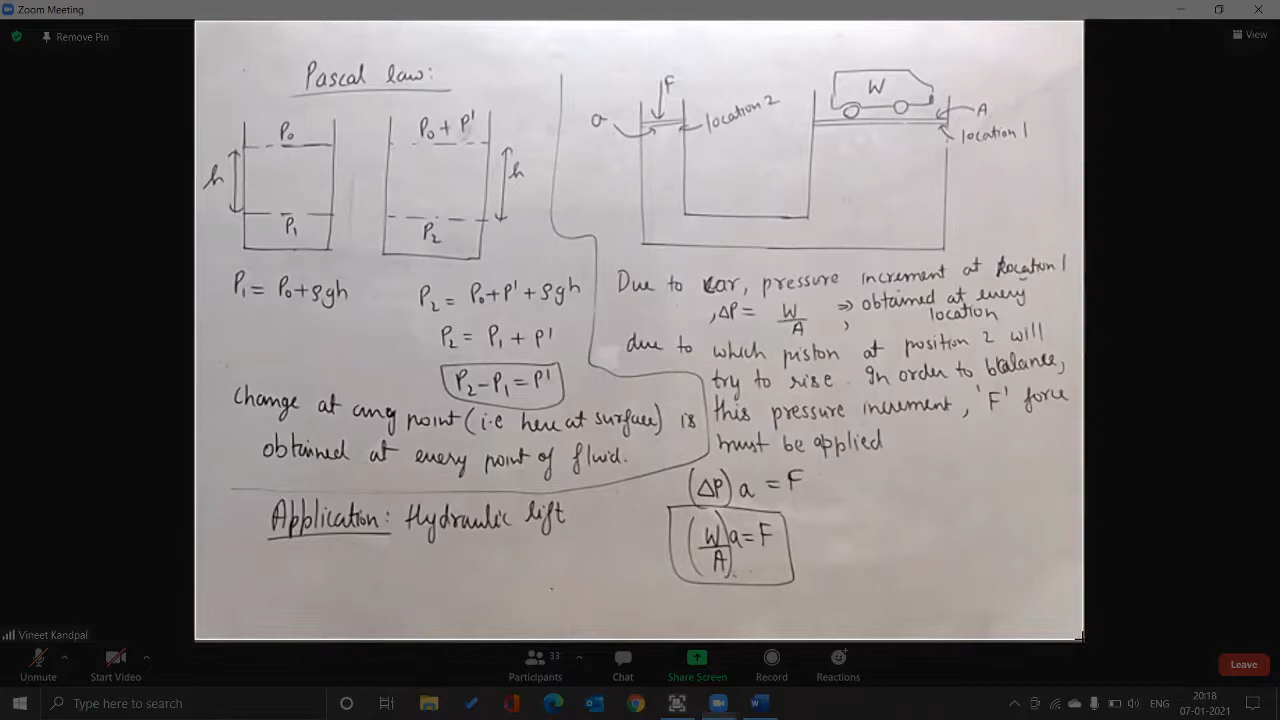 Zoom Meeting
Remove Pin
View
Pascal law:
P₀
h
P₁
P₀ + P'
h
P₂
P₁ = P₀+ρgh
P₂ = P₀+P'+ρgh
P₂ = P₁ + P'
P₂-P₁ = P'
Change at any point (i.e here at surface) is
obtained at every point of fluid.
Application: Hydraulic lift
F
a
location 2
W
A
location 1
Due to car, pressure increment at location 1
, ΔP = W/A ⇒ obtained at every
, location
due to which piston at position 2 will
try to rise. In order to balance,
this pressure increment, 'F' force
must be applied
(ΔP) a = F
(W/A) a = F
Vineet Kandpal
Unmute
Start Video
33
Participants
Chat
Share Screen
Record
Reactions
Leave
Type here to search
ENG
20:18
07-01-2021